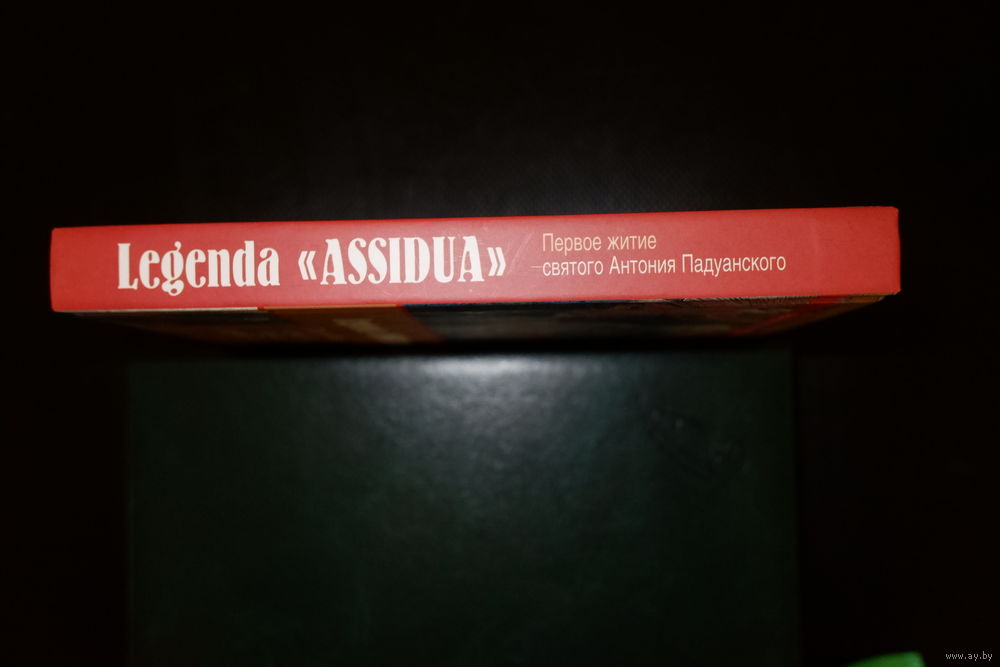 Legenda «ASSIDUA»
Первое житие
святого Антония Падуанского
www.ay.by